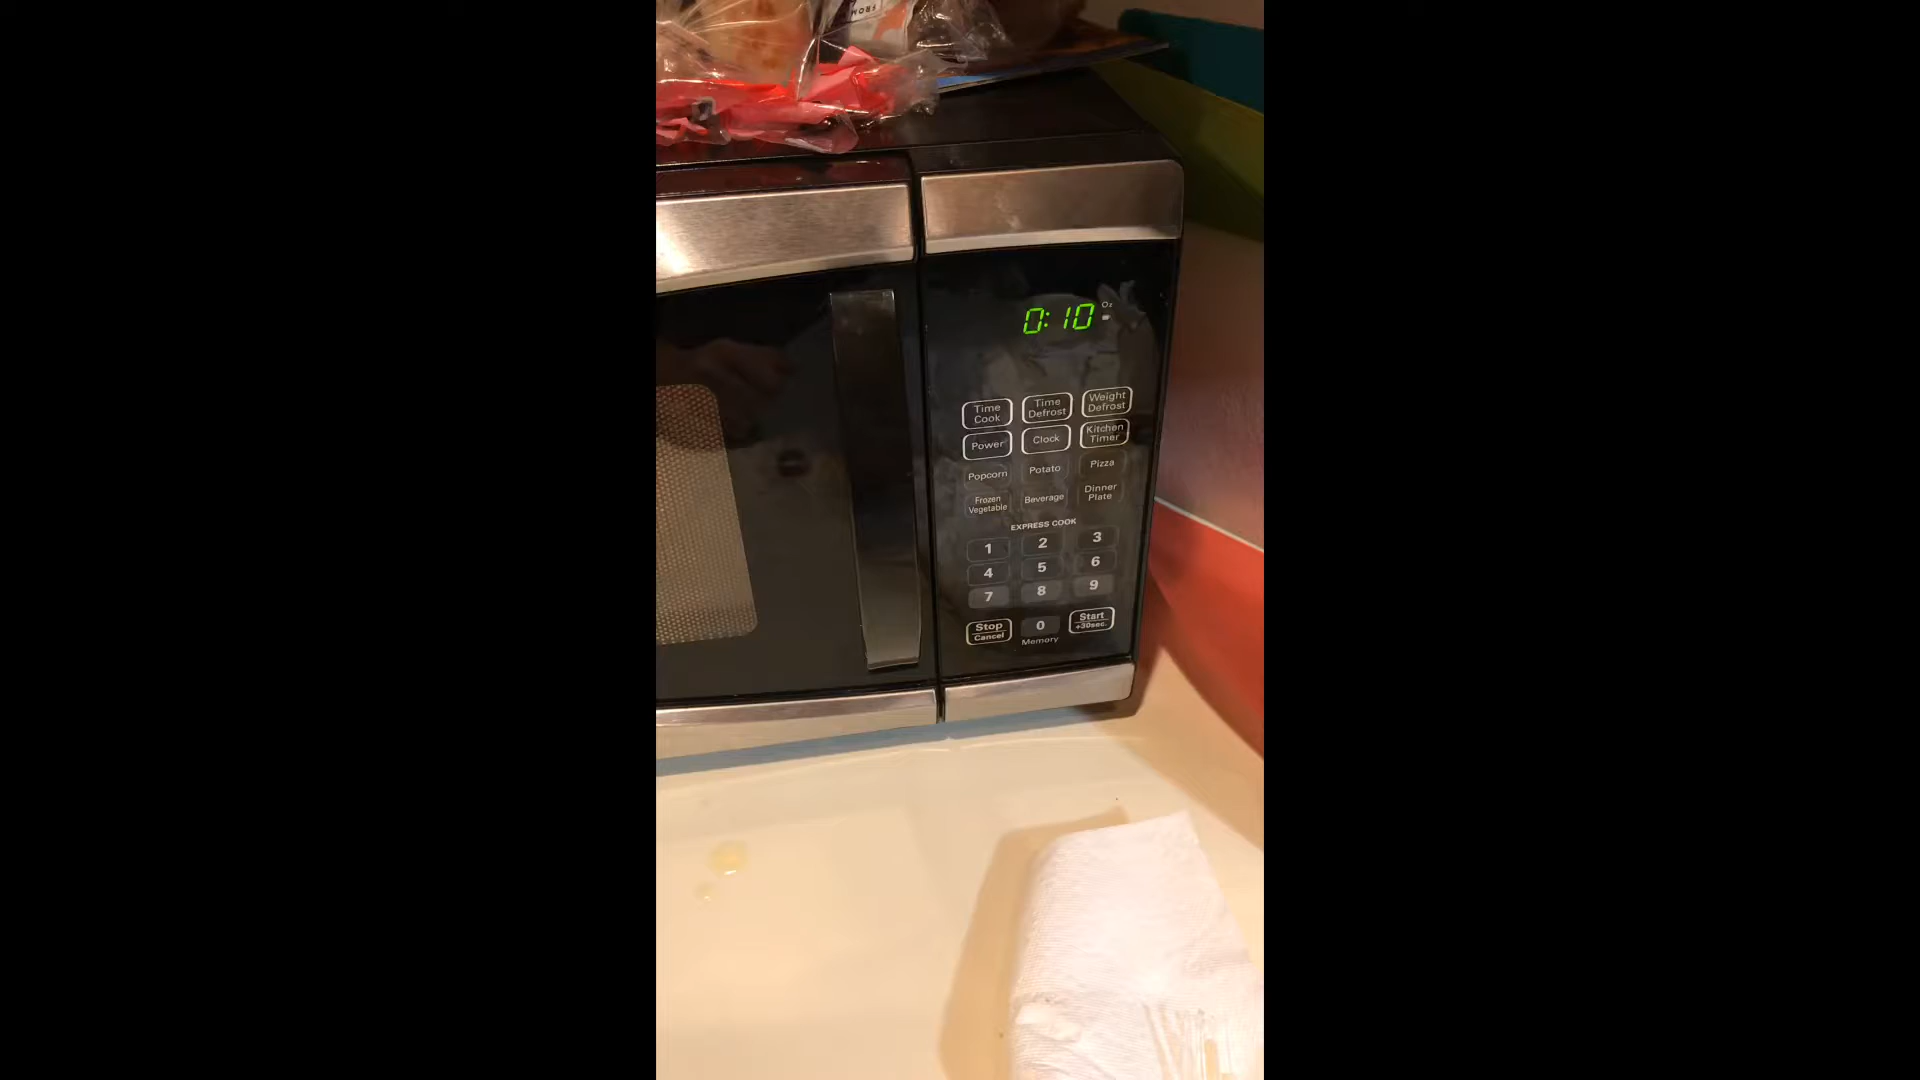 FROM
0:10
Oz
Time Cook
Time Defrost
Weight Defrost
Power
Clock
Kitchen Timer
Popcorn
Potato
Pizza
Frozen Vegetable
Beverage
Dinner Plate
EXPRESS COOK
1 2 3
4 5 6
7 8 9
Stop Cancel
0
Start +30sec.
Memory